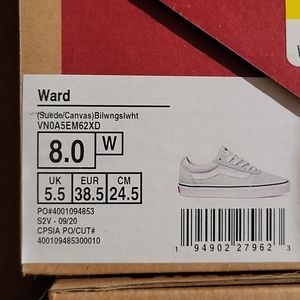 Ward
(Suede/Canvas)Bilwngslwht
VN0A5EM62XD
8.0 W
UK EUR CM
5.5 38.5 24.5
PO#4001094853
S2V - 09/20
CPSIA PO/CUT#
400109485300010
1 94902 27962 3